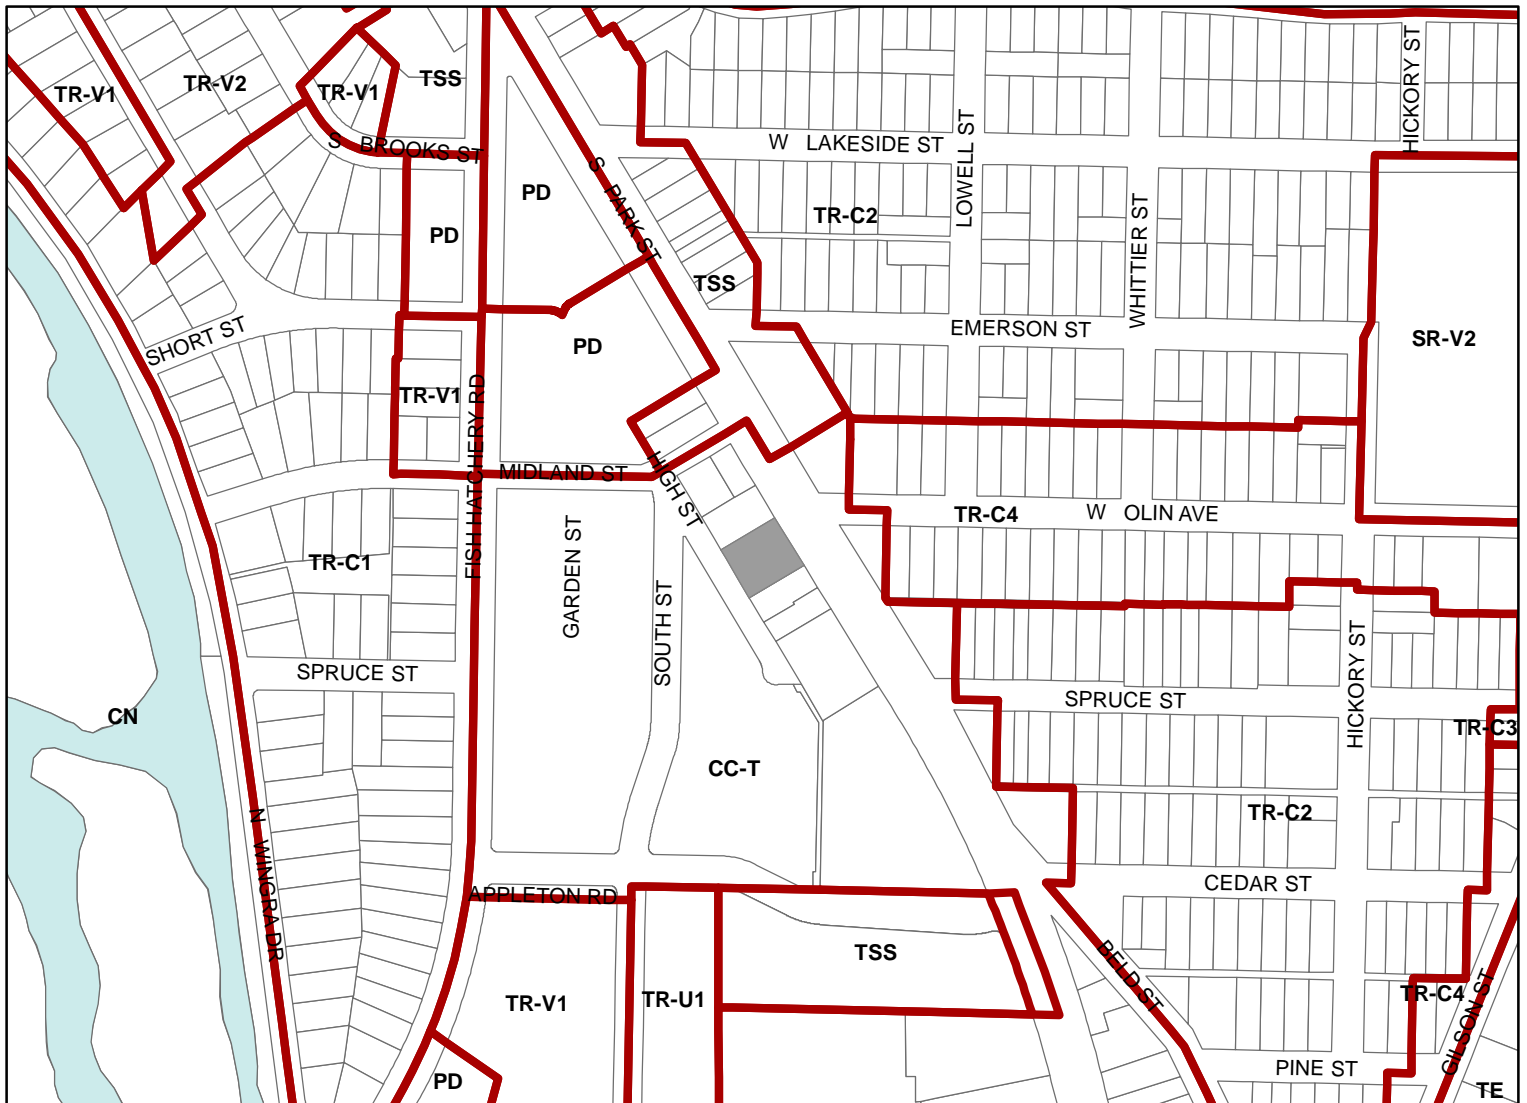 HICKORY ST
TR-V1
TR-V2
TR-V1
TSS
S BROOKS ST
W LAKESIDE ST
LOWELL ST
PD
S PARK ST
TR-C2
WHITTIER ST
PD
TSS
SHORT ST
EMERSON ST
SR-V2
PD
TR-V1
FISH HATCHERY RD
MIDLAND ST
HIGH ST
TR-C4
W OLIN AVE
GARDEN ST
TR-C1
SOUTH ST
SPRUCE ST
HICKORY ST
SPRUCE ST
CN
TR-C3
CC-T
TR-C2
N WINGRA DR
CEDAR ST
APPLETON RD
TSS
BELD ST
TR-V1
TR-U1
TR-C4
GILSON ST
PINE ST
PD
TE